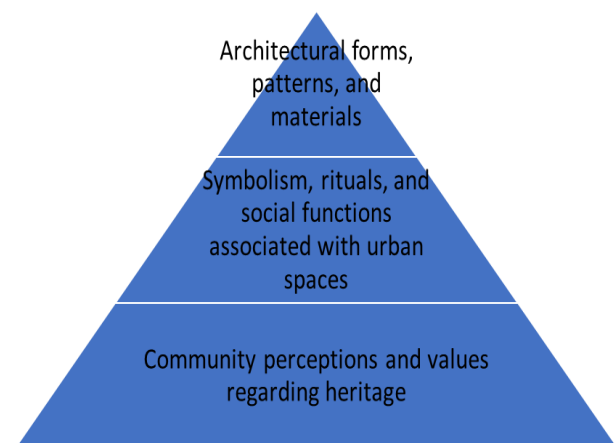 Architectural forms,
patterns, and
materials
Symbolism, rituals, and
social functions
associated with urban
spaces
Community perceptions and values
regarding heritage